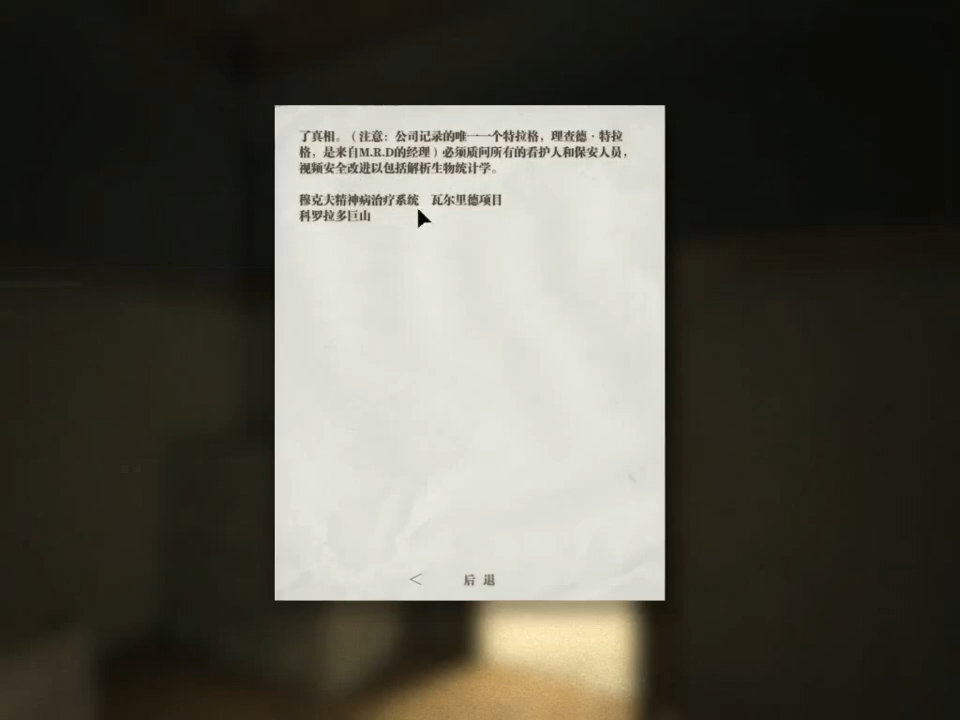 了真相。（注意：公司记录的唯一一个特拉格，理查德·特拉
格，是来自M.R.D的经理）必须质问所有的看护人和保安人员，
视频安全改进以包括解析生物统计学。
穆克夫精神病治疗系统　瓦尔里德项目
科罗拉多巨山
< 后 退